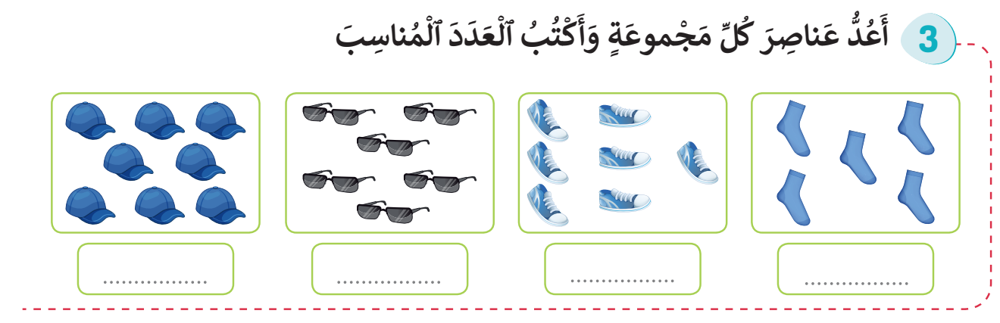 3 أَعُدُّ عَناصِرَ كُلِّ مَجْموعَةٍ وَأَكْتُبُ ٱلْعَدَدَ ٱلْمُناسِبَ
................. ................. ................. .................